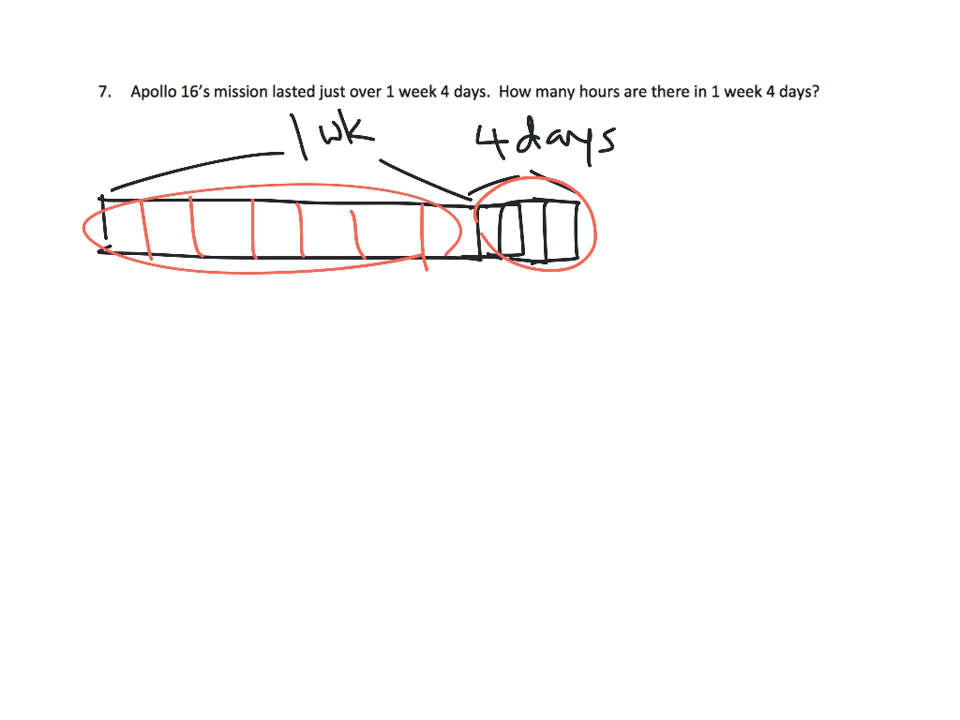 7. Apollo 16's mission lasted just over 1 week 4 days. How many hours are there in 1 week 4 days?
1 wk 4 days